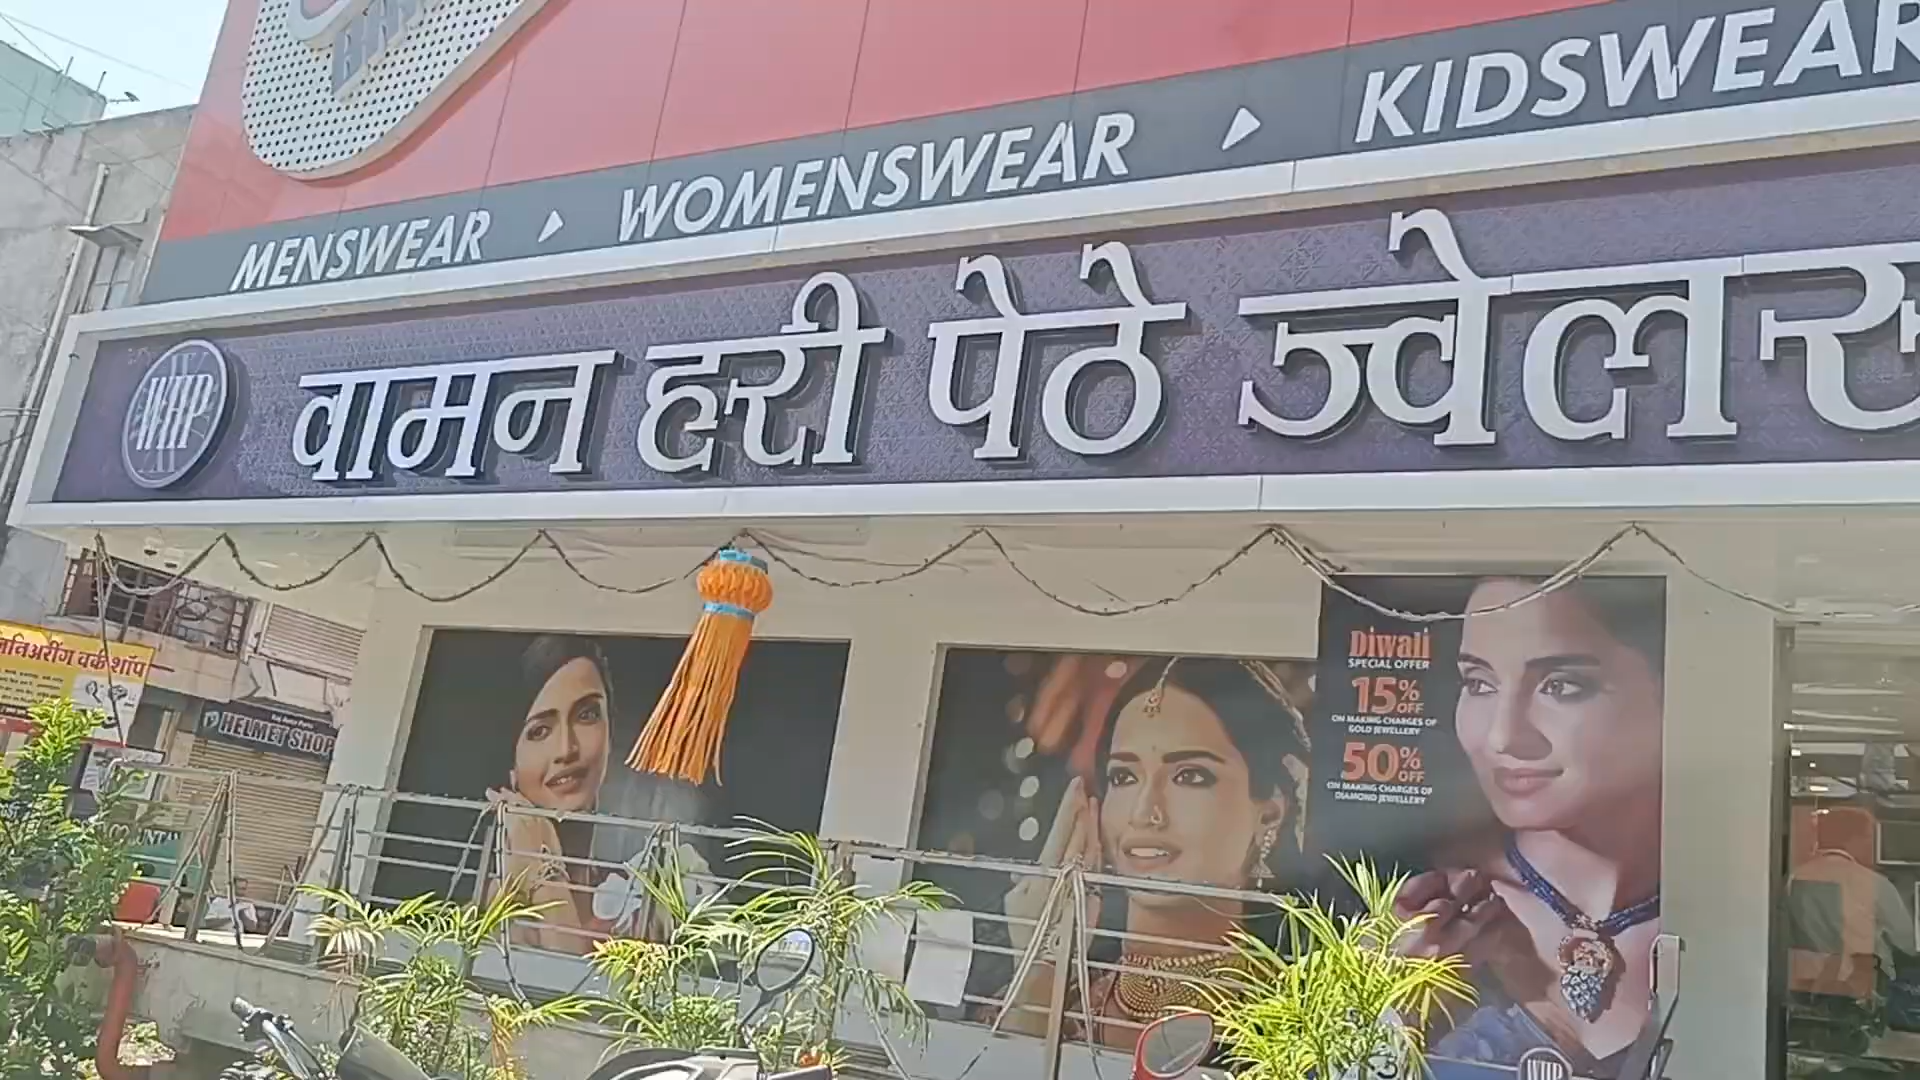 MENSWEAR ▸ WOMENSWEAR ▸ KIDSWEAR
WHP वामन हरी पेठे ज्वेलर्स
Diwali
SPECIAL OFFER
15% OFF
ON MAKING CHARGES OF
GOLD JEWELLERY
50% OFF
ON MAKING CHARGES OF
DIAMOND JEWELLERY
वर्क शॉप
HELMET SHOP
WHP